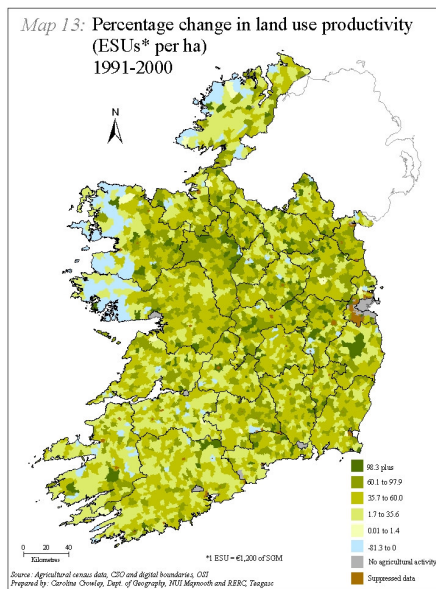 Map 13: Percentage change in land use productivity
(ESUs* per ha)
1991-2000
N
98.3 plus
60.1 to 97.9
35.7 to 60.0
1.7 to 35.6
0.01 to 1.4
-81.3 to 0
No agricultural activity
Suppressed data
0 20 40
Kilometres
*1 ESU = €1,200 of SGM
Source: Agricultural census data, CSO and digital boundaries, OSI
Prepared by: Caroline Crowley, Dept. of Geography, NUI Maynooth and RERC, Teagasc